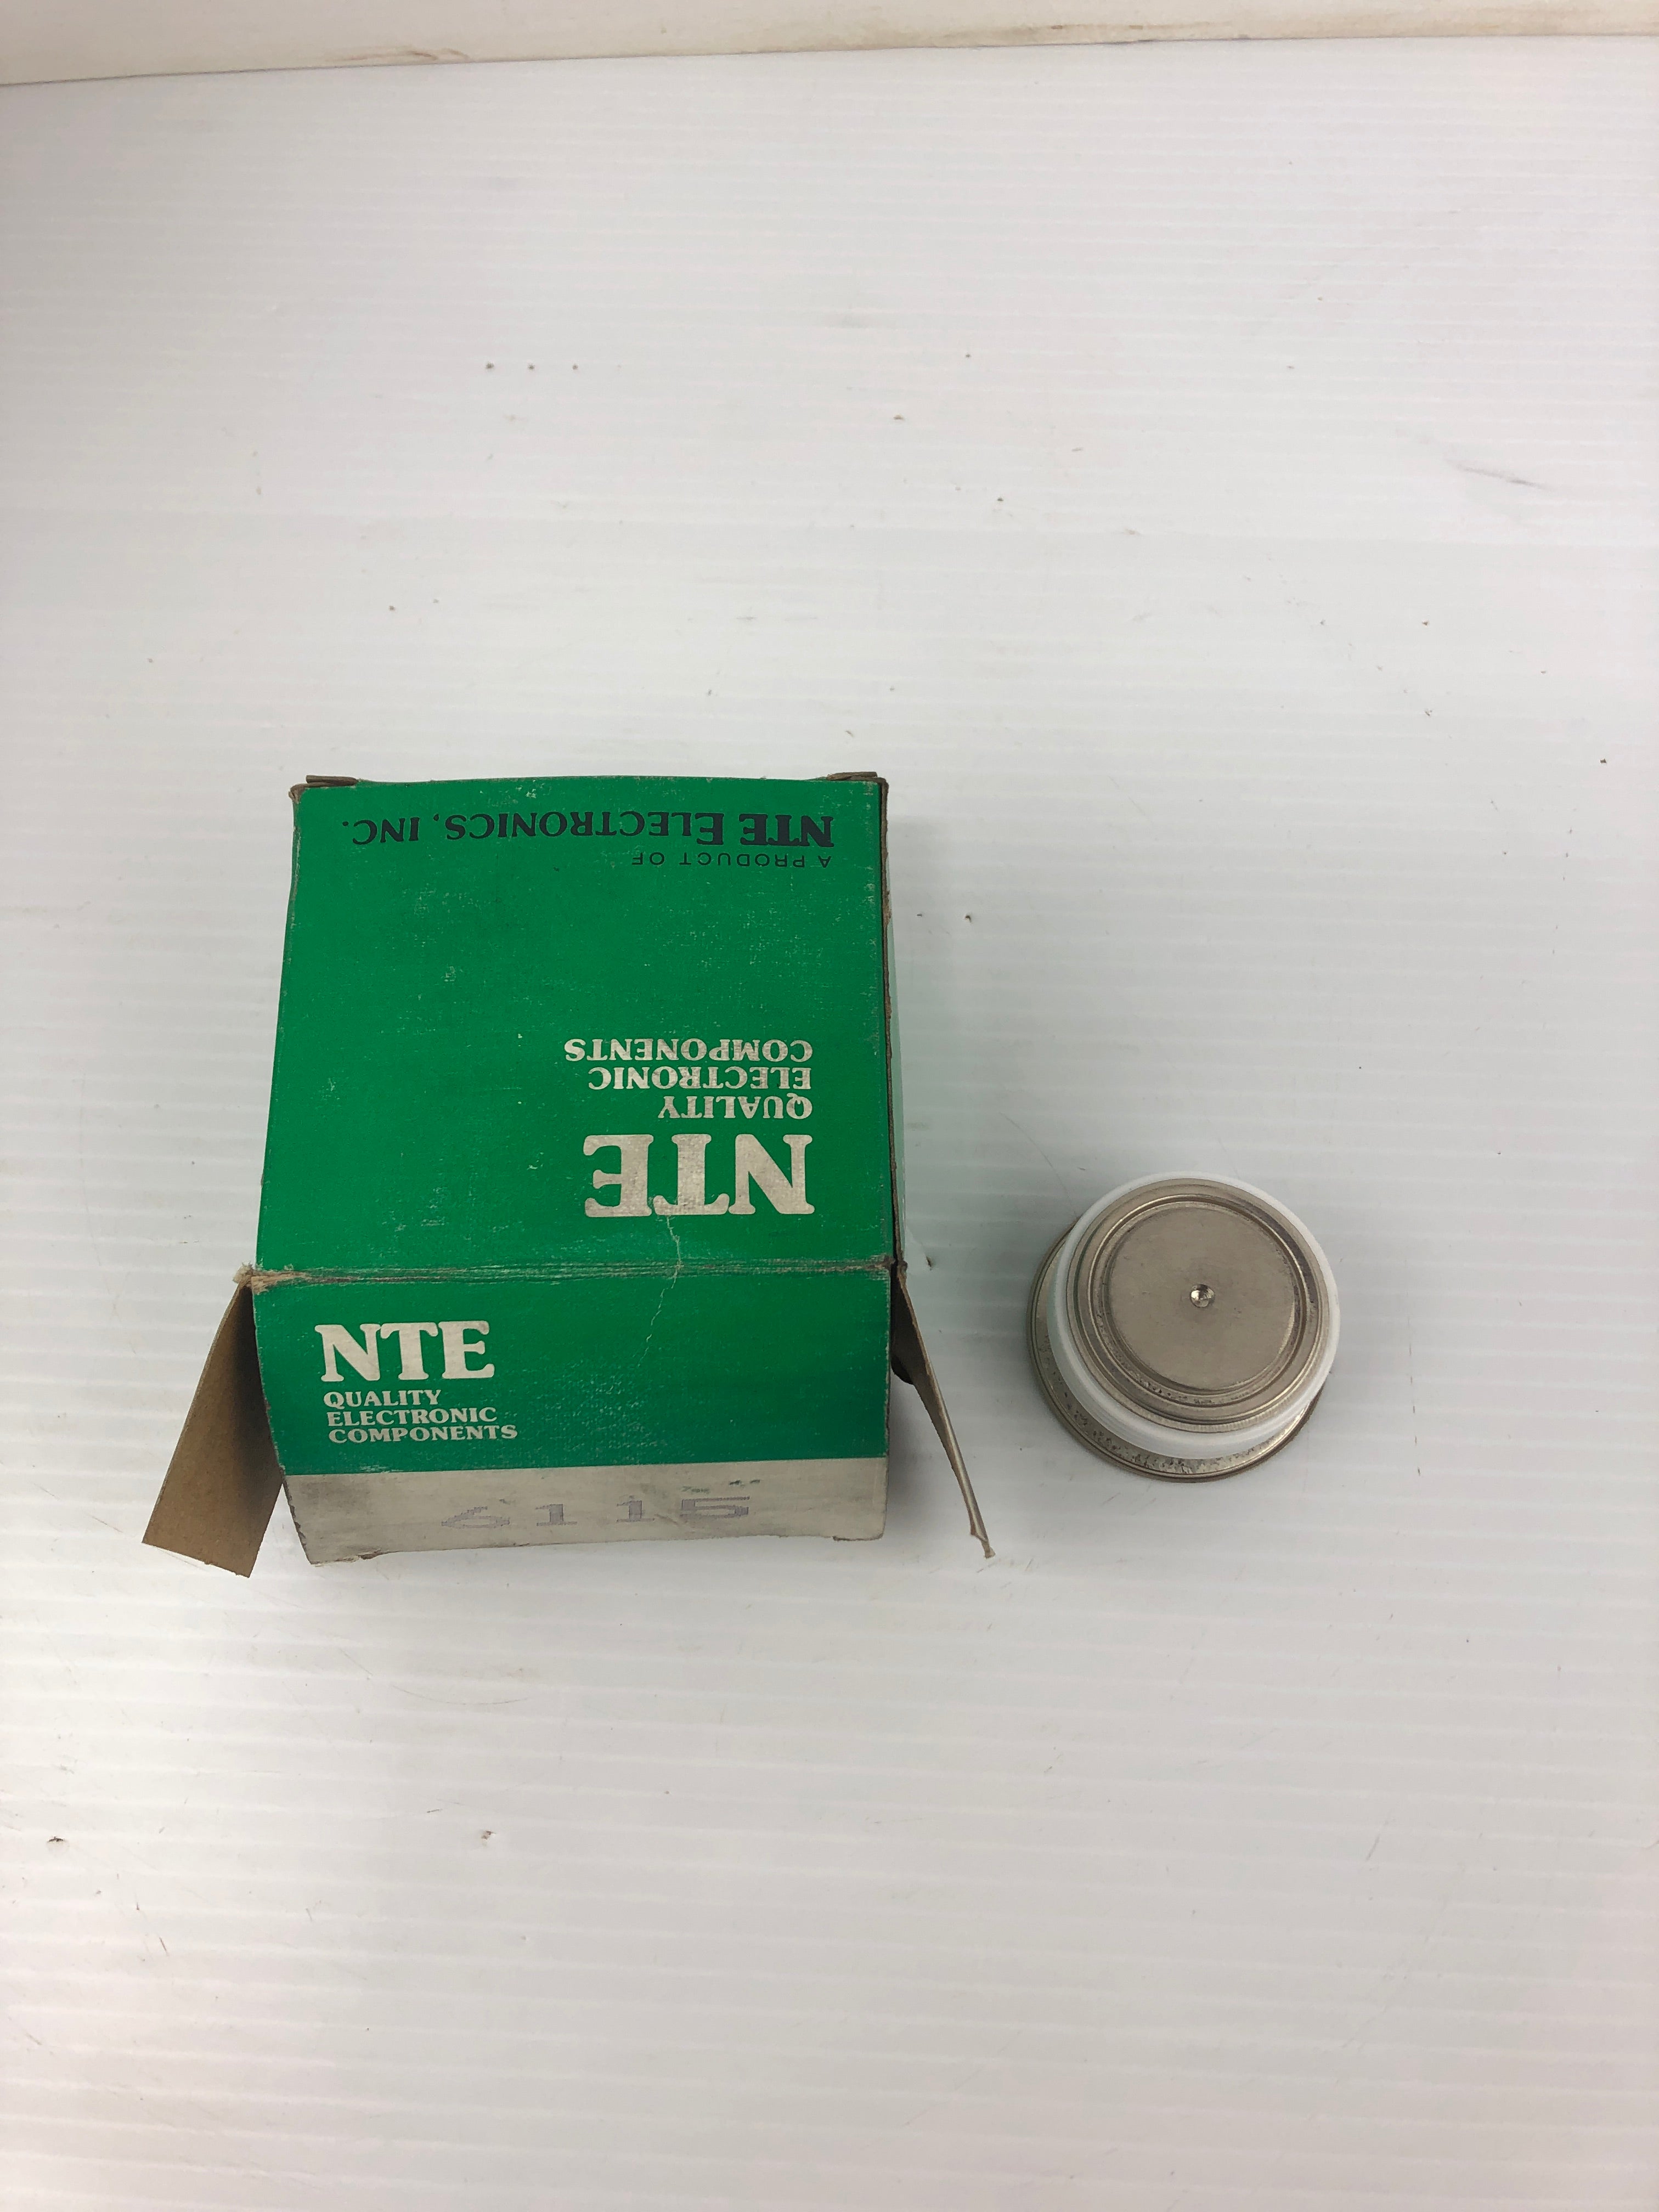 A PRODUCT OF
NTE ELECTRONICS, INC.
NTE
QUALITY
ELECTRONIC
COMPONENTS
NTE
QUALITY
ELECTRONIC
COMPONENTS
6115